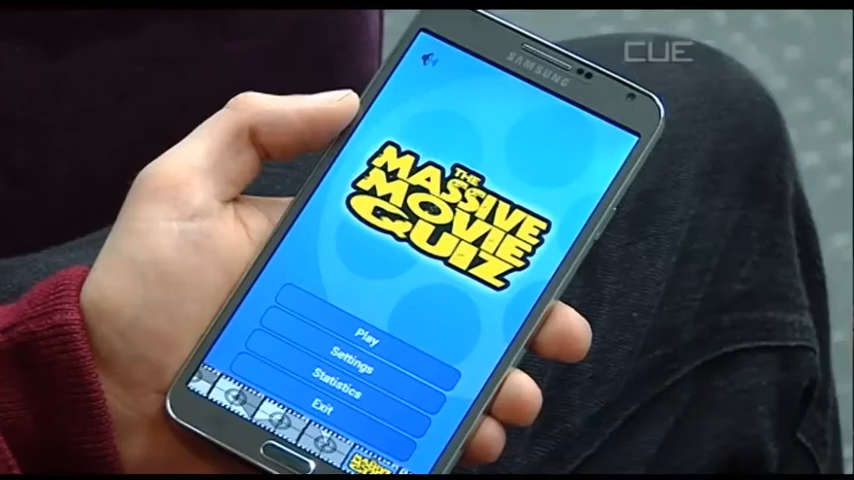 CUE
SAMSUNG
THE
MASSIVE
MOVIE
QUIZ
Play
Settings
Statistics
Exit